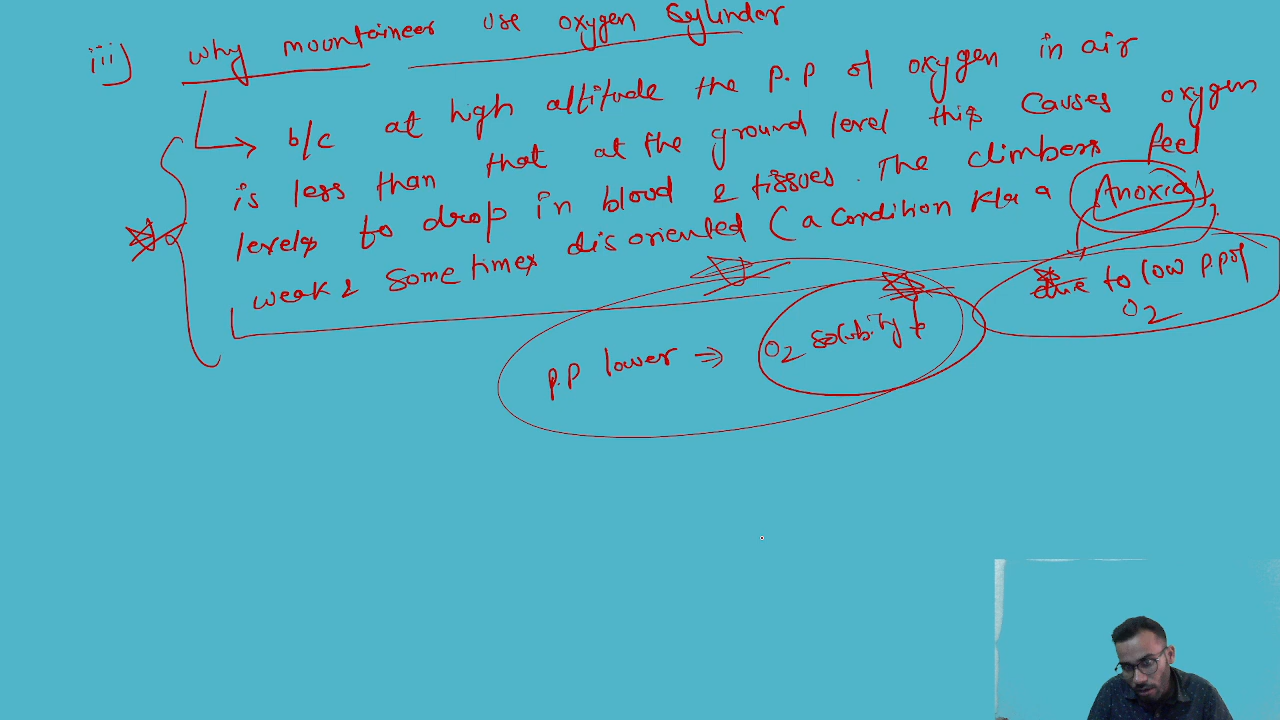 iii) why mountaineer use oxygen cylinder
b/c at high altitude the p.p of oxygen in air
is less than that at the ground level this causes oxygen
levels to drop in blood & tissues. The climbers feel
weak & sometimes disoriented (a condition k/a a Anoxia)
due to low p.p of
O2
p.p lower ⇒ O2 solubility ↓